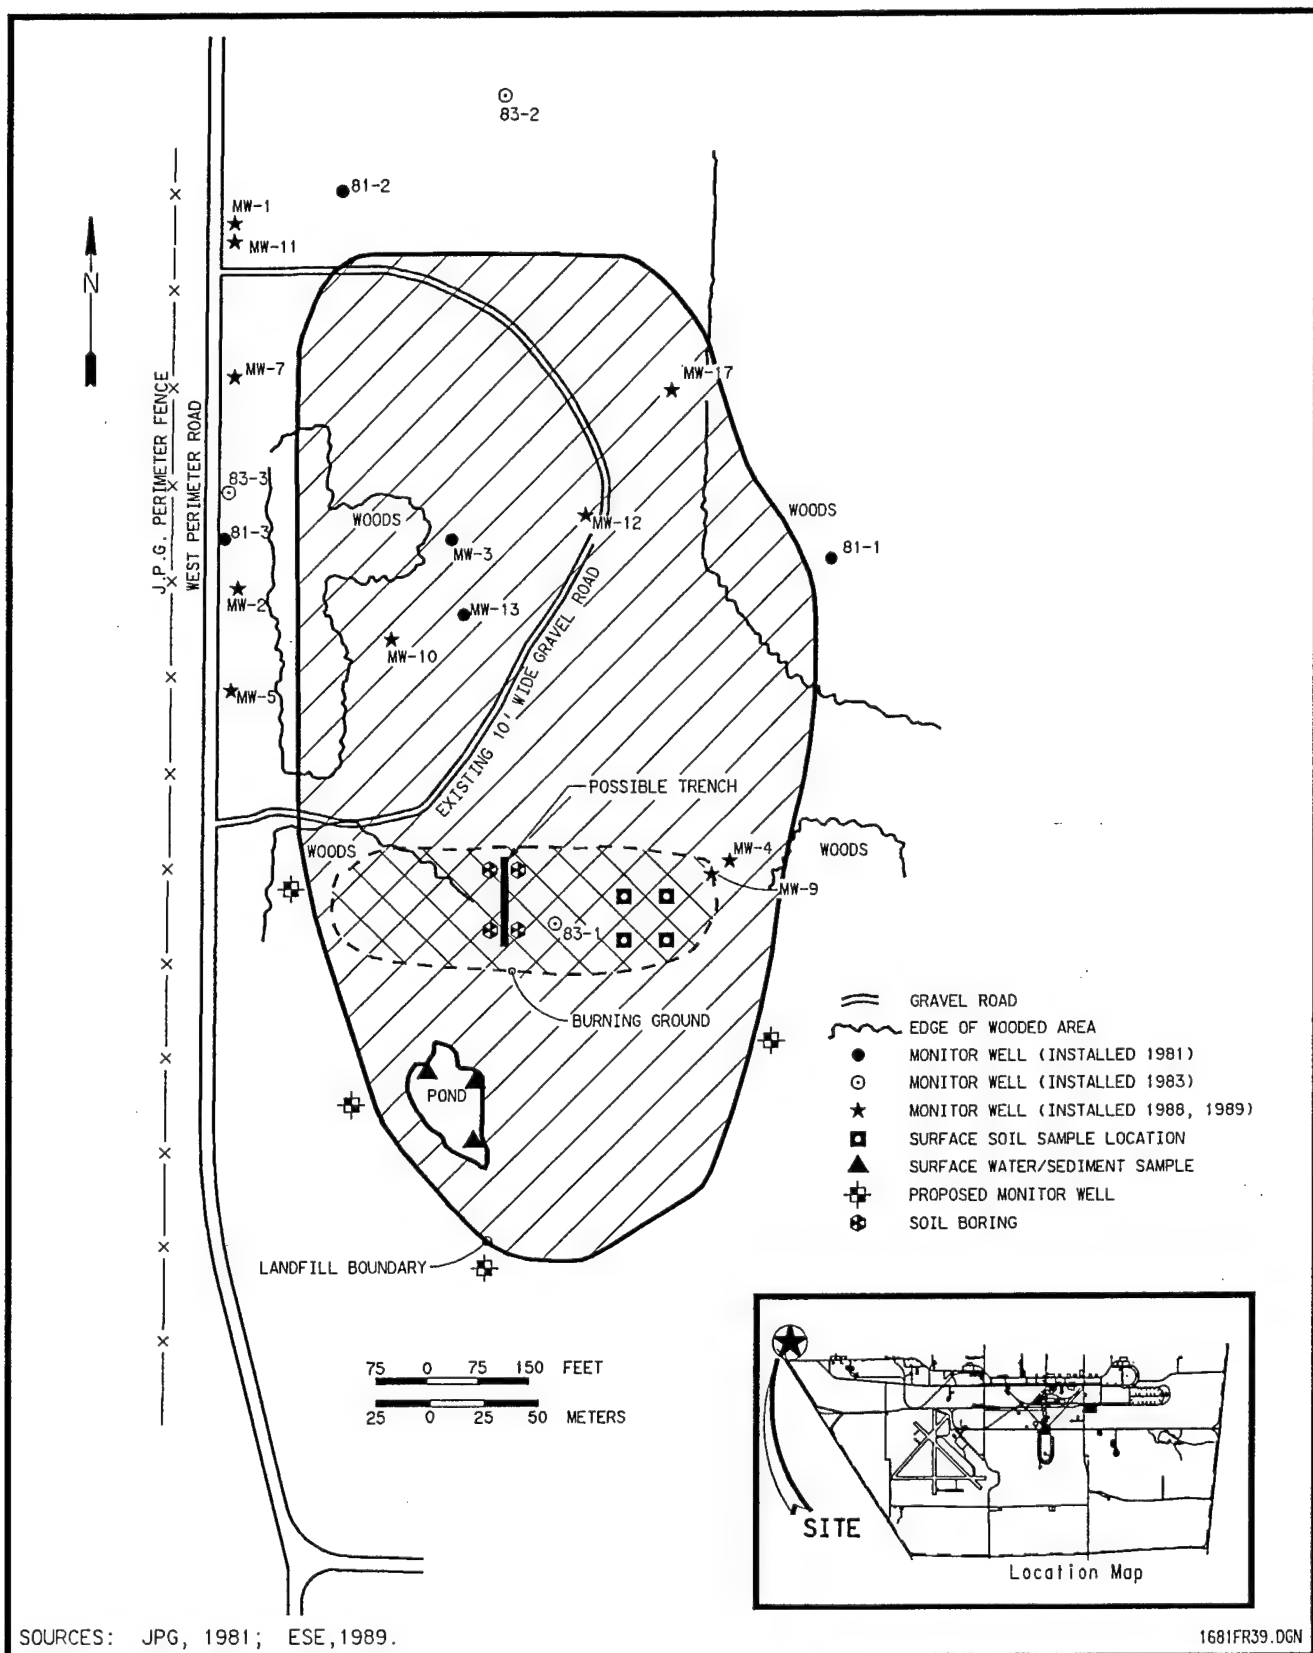 83-2
81-2
MW-1
MW-11
N
MW-7
MW-17
J.P.G. PERIMETER FENCE
WEST PERIMETER ROAD
83-3
WOODS
WOODS
MW-12
81-3
MW-3
81-1
MW-2
MW-13
MW-10
EXISTING 10' WIDE GRAVEL ROAD
MW-5
POSSIBLE TRENCH
WOODS
MW-4
WOODS
MW-9
83-1
BURNING GROUND
POND
GRAVEL ROAD
EDGE OF WOODED AREA
MONITOR WELL (INSTALLED 1981)
MONITOR WELL (INSTALLED 1983)
MONITOR WELL (INSTALLED 1988, 1989)
SURFACE SOIL SAMPLE LOCATION
SURFACE WATER/SEDIMENT SAMPLE
PROPOSED MONITOR WELL
SOIL BORING
LANDFILL BOUNDARY
75 0 75 150 FEET
25 0 25 50 METERS
SITE
Location Map
SOURCES: JPG, 1981; ESE,1989.
1681FR39.DGN